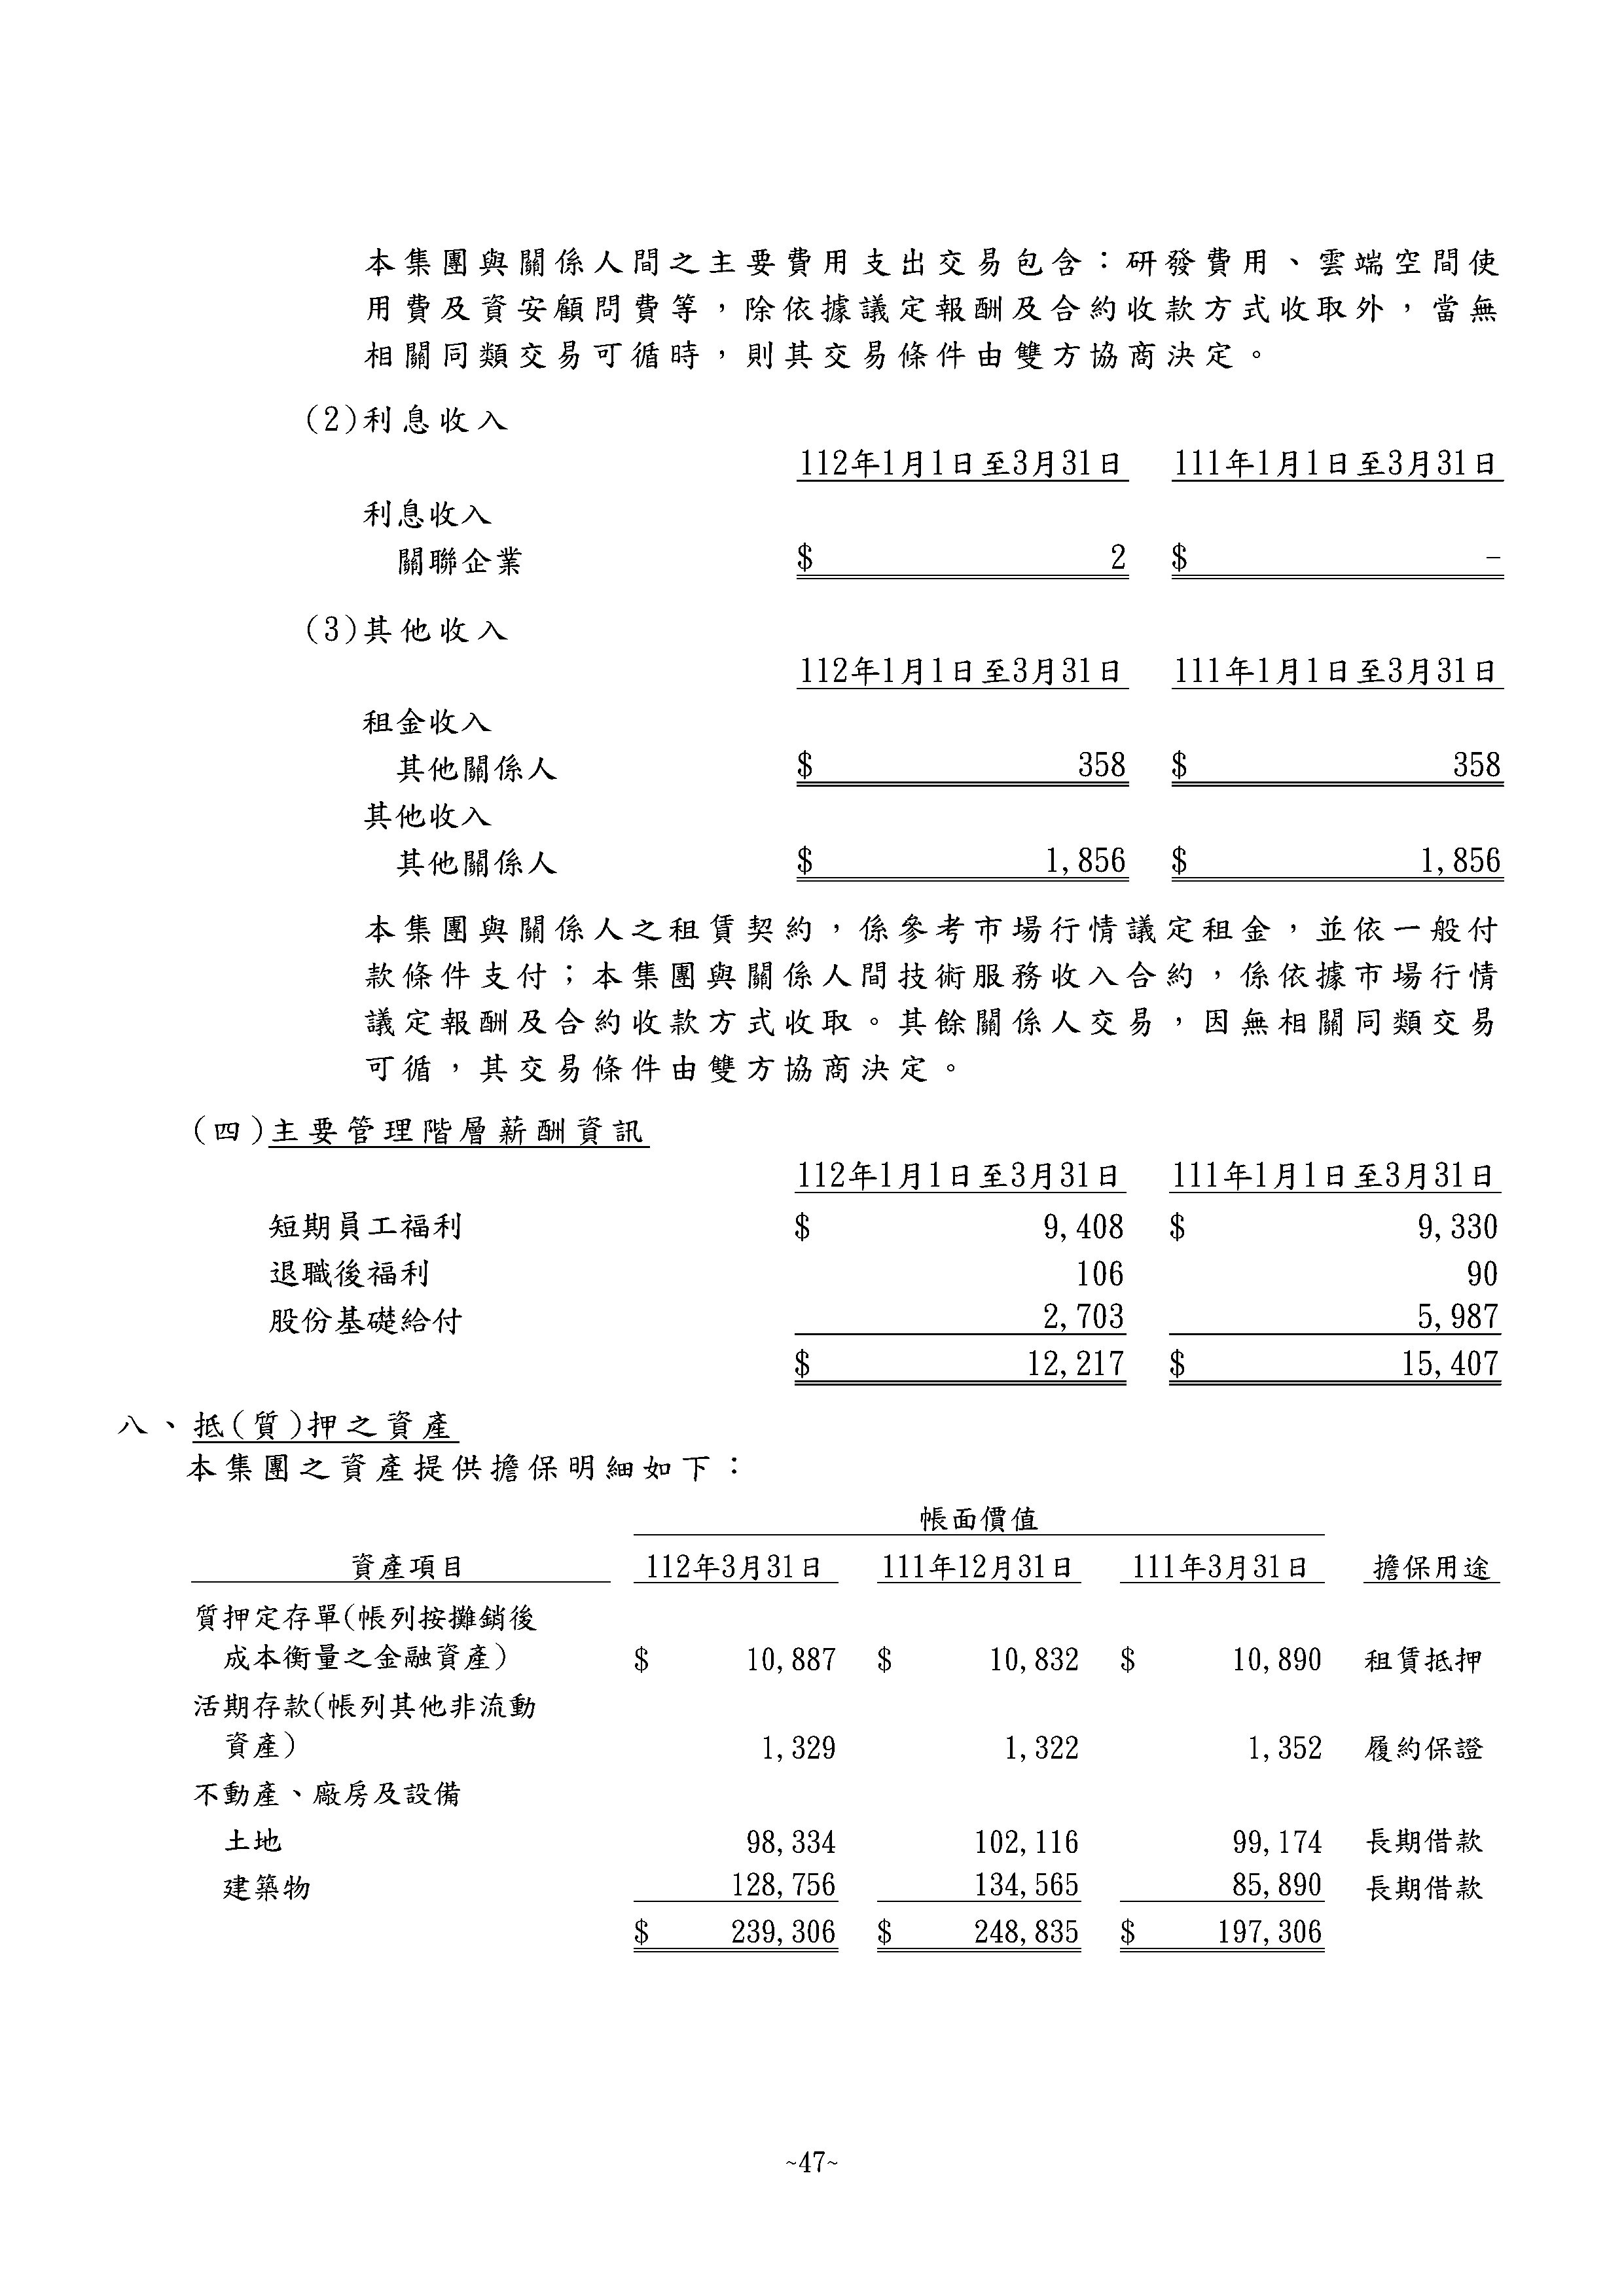 本集團與關係人間之主要費用支出交易包含：研發費用、雲端空間使
用費及資安顧問費等，除依據議定報酬及合約收款方式收取外，當無
相關同類交易可循時，則其交易條件由雙方協商決定。
(2)利息收入
112年1月1日至3月31日 111年1月1日至3月31日
利息收入
關聯企業 $ 2 $ -
(3)其他收入
112年1月1日至3月31日 111年1月1日至3月31日
租金收入
其他關係人 $ 358 $ 358
其他收入
其他關係人 $ 1,856 $ 1,856
本集團與關係人之租賃契約，係參考市場行情議定租金，並依一般付
款條件支付；本集團與關係人間技術服務收入合約，係依據市場行情
議定報酬及合約收款方式收取。其餘關係人交易，因無相關同類交易
可循，其交易條件由雙方協商決定。
(四)主要管理階層薪酬資訊
112年1月1日至3月31日 111年1月1日至3月31日
短期員工福利 $ 9,408 $ 9,330
退職後福利 106 90
股份基礎給付 2,703 5,987
$ 12,217 $ 15,407
八、抵(質)押之資產
本集團之資產提供擔保明細如下：
帳面價值
資產項目 112年3月31日 111年12月31日 111年3月31日 擔保用途
質押定存單(帳列按攤銷後
成本衡量之金融資產) $ 10,887 $ 10,832 $ 10,890 租賃抵押
活期存款(帳列其他非流動
資產) 1,329 1,322 1,352 履約保證
不動產、廠房及設備
土地 98,334 102,116 99,174 長期借款
建築物 128,756 134,565 85,890 長期借款
$ 239,306 $ 248,835 $ 197,306
~47~